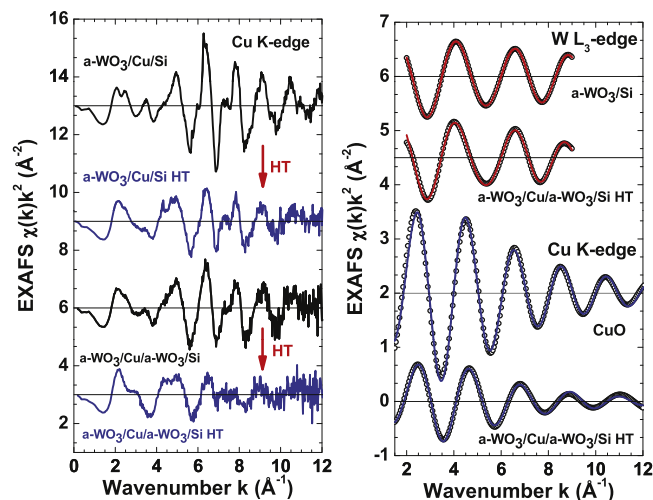 Cu K-edge
a-WO₃/Cu/Si
HT
a-WO₃/Cu/Si HT
a-WO₃/Cu/a-WO₃/Si
HT
a-WO₃/Cu/a-WO₃/Si HT
EXAFS χ(k)k² (Å⁻²)
16
14
12
10
8
6
4
2
0 2 4 6 8 10 12
Wavenumber k (Å⁻¹)
W L₃-edge
a-WO₃/Si
a-WO₃/Cu/a-WO₃/Si HT
Cu K-edge
CuO
a-WO₃/Cu/a-WO₃/Si HT
EXAFS χ(k)k² (Å⁻²)
7
6
5
4
3
2
1
0
-1
2 4 6 8 10 12
Wavenumber k (Å⁻¹)